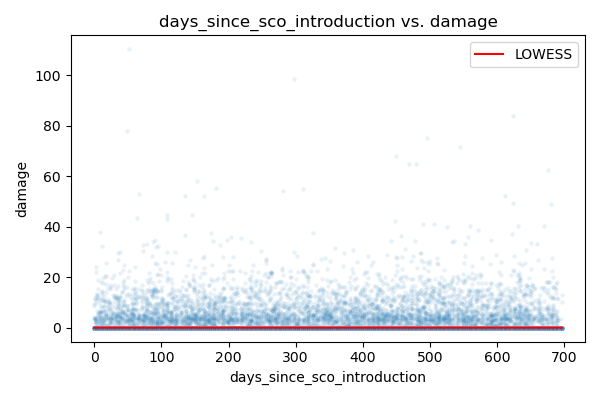 days_since_sco_introduction vs. damage
LOWESS
damage
100
80
60
40
20
0
0 100 200 300 400 500 600 700
days_since_sco_introduction